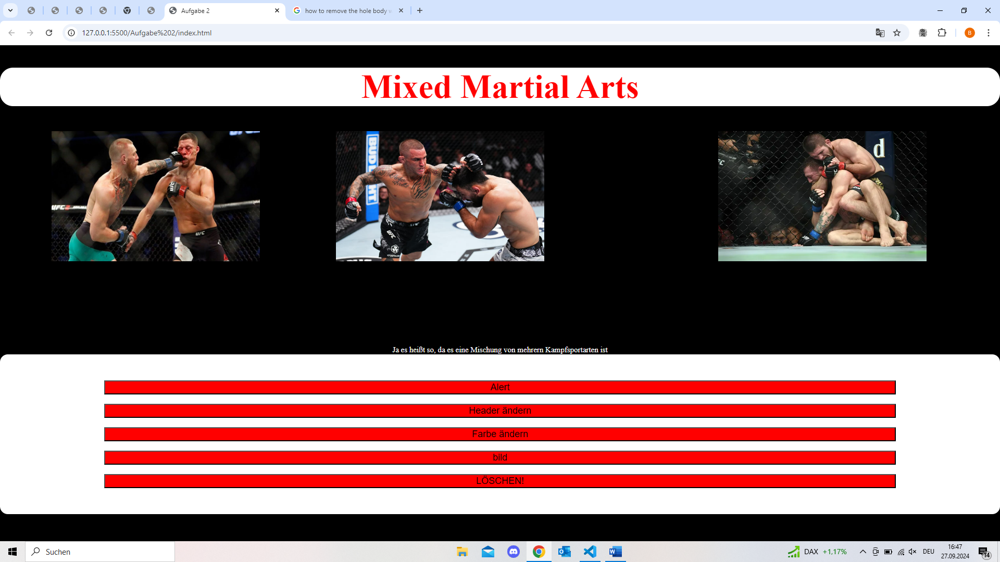 Aufgabe 2
how to remove the hole body w
127.0.0.1:5500/Aufgabe%202/index.html
B
Mixed Martial Arts
BUD LIGHT
UFC
crypto.com
d
UFC
UFC
Ja es heißt so, da es eine Mischung von mehrern Kampfsportarten ist
Alert
Header ändern
Farbe ändern
bild
LÖSCHEN!
Suchen
DAX +1,17%
DEU
16:47
27.09.2024
14